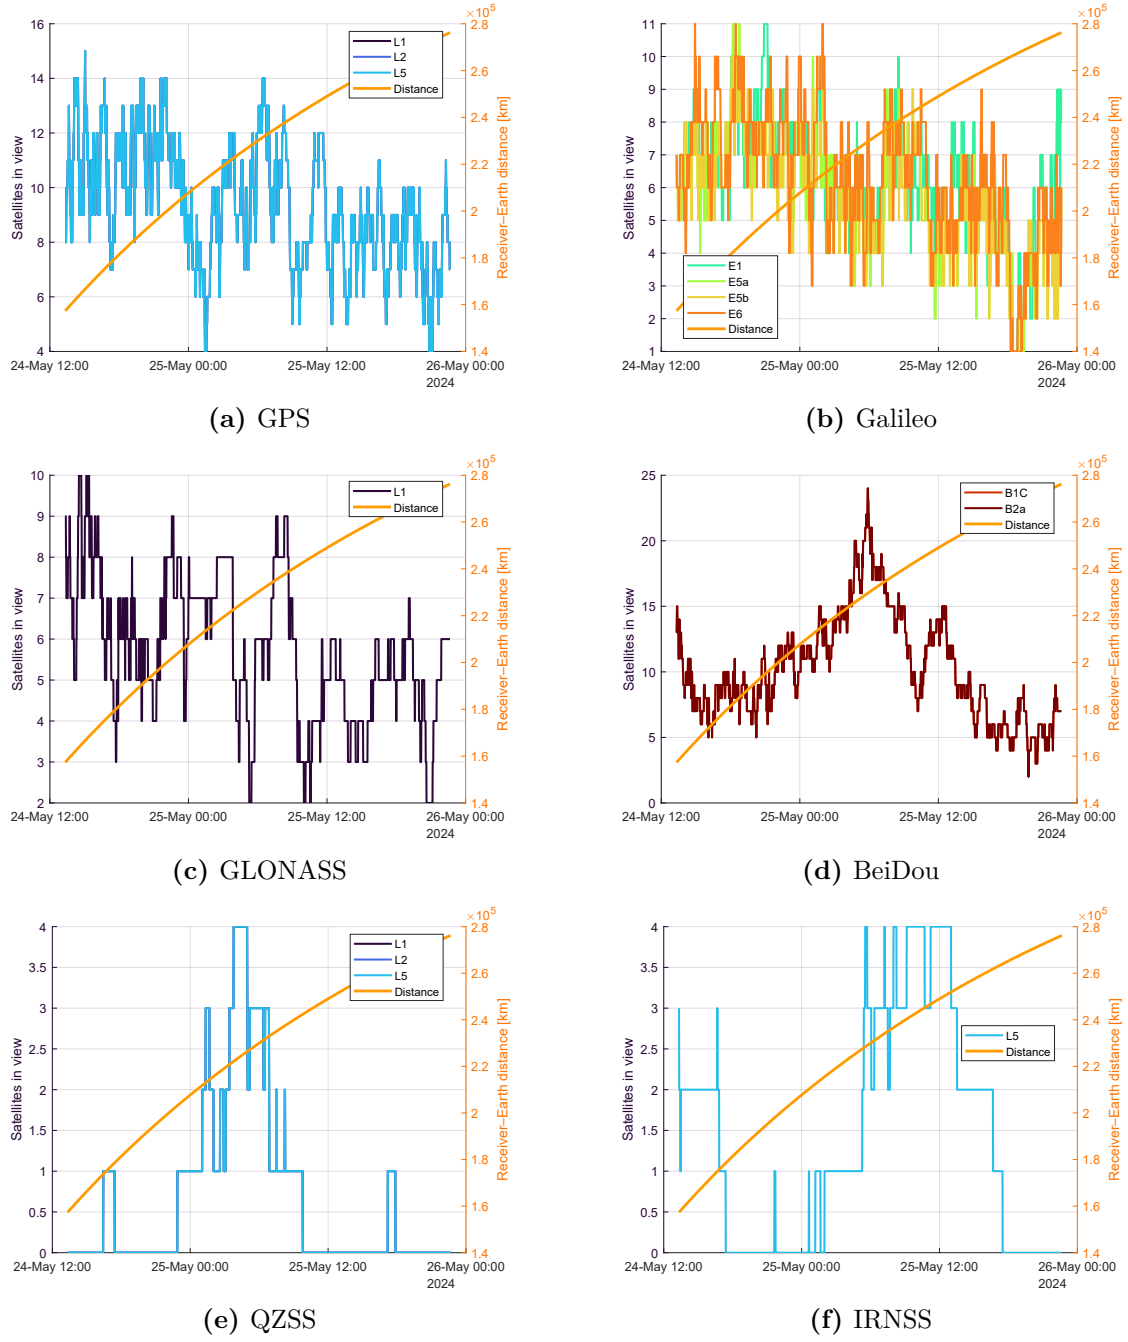 ×10⁵
16
14
12
10
8
6
4
Satellites in view
2.8
2.6
2.4
2.2
2
1.8
1.6
1.4
Receiver–Earth distance [km]
L1
L2
L5
Distance
24-May 12:00
25-May 00:00
25-May 12:00
26-May 00:00
2024
(a) GPS
×10⁵
11
10
9
8
7
6
5
4
3
2
1
Satellites in view
2.8
2.6
2.4
2.2
2
1.8
1.6
1.4
Receiver–Earth distance [km]
E1
E5a
E5b
E6
Distance
24-May 12:00
25-May 00:00
25-May 12:00
26-May 00:00
2024
(b) Galileo
×10⁵
10
9
8
7
6
5
4
3
2
Satellites in view
2.8
2.6
2.4
2.2
2
1.8
1.6
1.4
Receiver–Earth distance [km]
L1
Distance
24-May 12:00
25-May 00:00
25-May 12:00
26-May 00:00
2024
(c) GLONASS
×10⁵
25
20
15
10
5
0
Satellites in view
2.8
2.6
2.4
2.2
2
1.8
1.6
1.4
Receiver–Earth distance [km]
B1C
B2a
Distance
24-May 12:00
25-May 00:00
25-May 12:00
26-May 00:00
2024
(d) BeiDou
×10⁵
4
3.5
3
2.5
2
1.5
1
0.5
0
Satellites in view
2.8
2.6
2.4
2.2
2
1.8
1.6
1.4
Receiver–Earth distance [km]
L1
L2
L5
Distance
24-May 12:00
25-May 00:00
25-May 12:00
26-May 00:00
2024
(e) QZSS
×10⁵
4
3.5
3
2.5
2
1.5
1
0.5
0
Satellites in view
2.8
2.6
2.4
2.2
2
1.8
1.6
1.4
Receiver–Earth distance [km]
L5
Distance
24-May 12:00
25-May 00:00
25-May 12:00
26-May 00:00
2024
(f) IRNSS